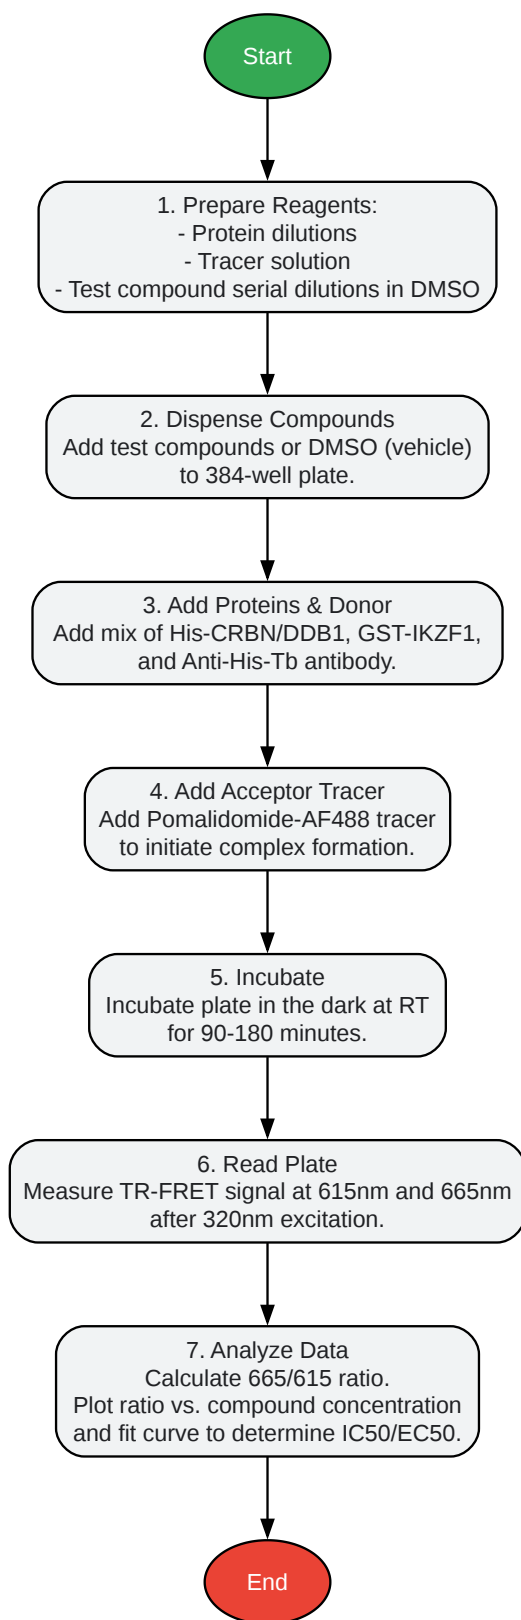 Start
1. Prepare Reagents:
- Protein dilutions
- Tracer solution
- Test compound serial dilutions in DMSO
2. Dispense Compounds
Add test compounds or DMSO (vehicle)
to 384-well plate.
3. Add Proteins & Donor
Add mix of His-CRBN/DDB1, GST-IKZF1,
and Anti-His-Tb antibody.
4. Add Acceptor Tracer
Add Pomalidomide-AF488 tracer
to initiate complex formation.
5. Incubate
Incubate plate in the dark at RT
for 90-180 minutes.
6. Read Plate
Measure TR-FRET signal at 615nm and 665nm
after 320nm excitation.
7. Analyze Data
Calculate 665/615 ratio.
Plot ratio vs. compound concentration
and fit curve to determine IC50/EC50.
End